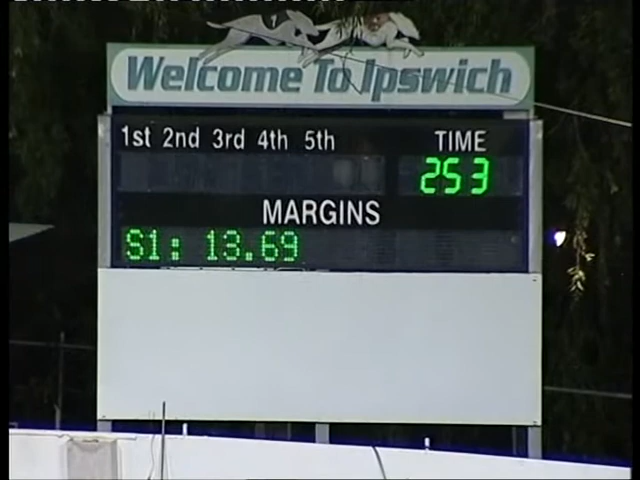 Welcome To Ipswich
1st 2nd 3rd 4th 5th TIME
253
MARGINS
S1: 13.69